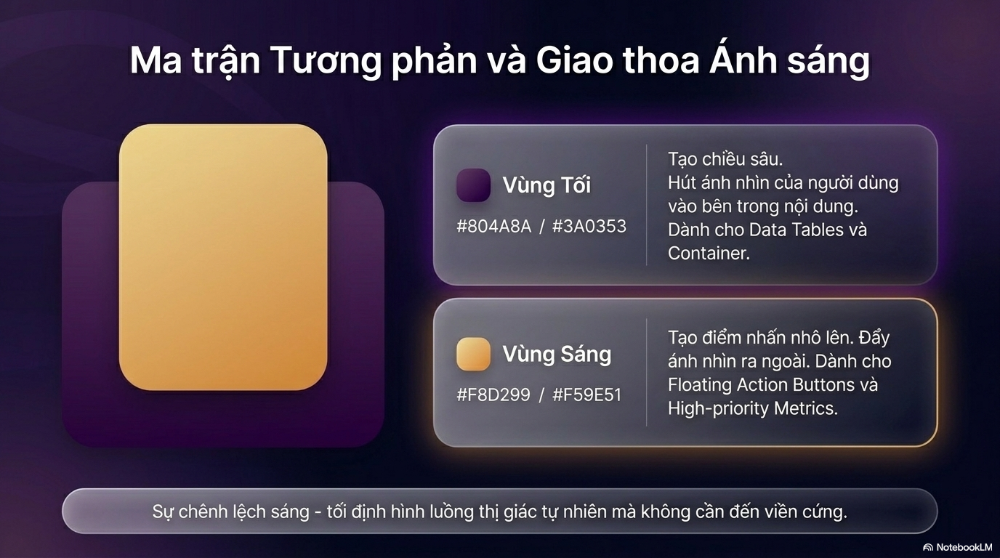 Ma trận Tương phản và Giao thoa Ánh sáng
Vùng Tối
#804A8A / #3A0353
Tạo chiều sâu.
Hút ánh nhìn của người dùng
vào bên trong nội dung.
Dành cho Data Tables và
Container.
Vùng Sáng
#F8D299 / #F59E51
Tạo điểm nhấn nhô lên. Đẩy
ánh nhìn ra ngoài. Dành cho
Floating Action Buttons và
High-priority Metrics.
Sự chênh lệch sáng - tối định hình luồng thị giác tự nhiên mà không cần đến viền cứng.
NotebookLM